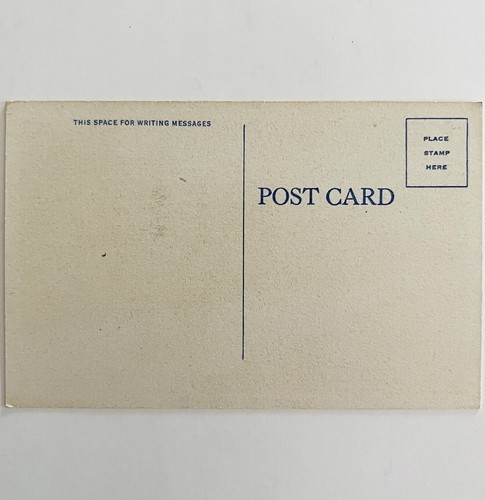 THIS SPACE FOR WRITING MESSAGES
PLACE
STAMP
HERE
POST CARD